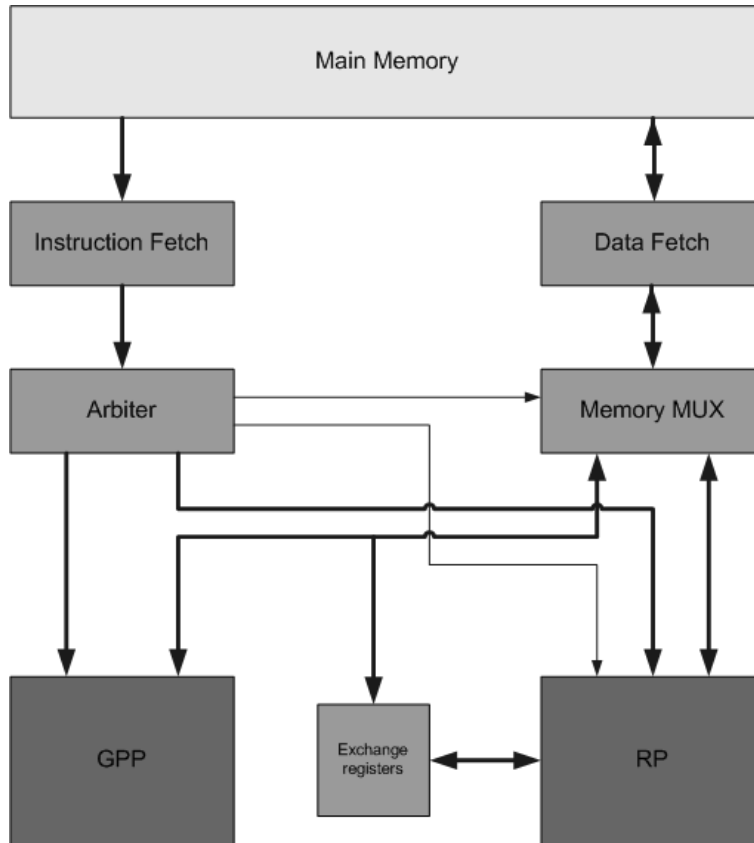 Main Memory
Instruction Fetch
Data Fetch
Arbiter
Memory MUX
GPP
Exchange
registers
RP